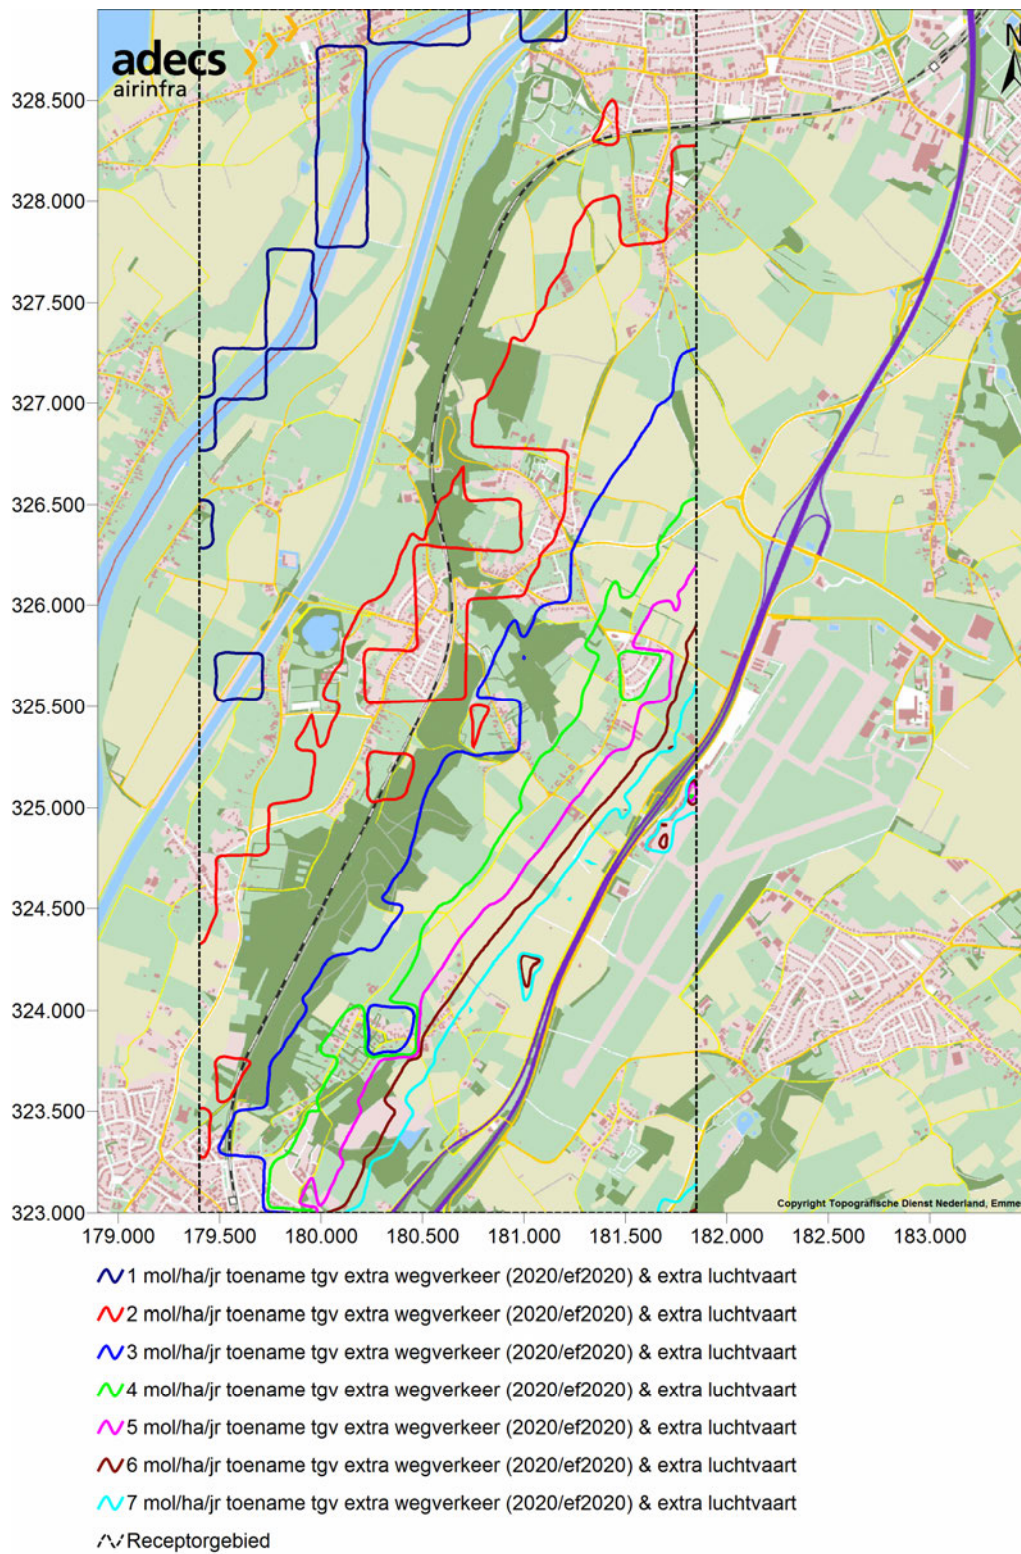 adecs
airinfra
N
328.500
328.000
327.500
327.000
326.500
326.000
325.500
325.000
324.500
324.000
323.500
323.000
Copyright Topografische Dienst Nederland, Emme
179.000 179.500 180.000 180.500 181.000 181.500 182.000 182.500 183.000
1 mol/ha/jr toename tgv extra wegverkeer (2020/ef2020) & extra luchtvaart
2 mol/ha/jr toename tgv extra wegverkeer (2020/ef2020) & extra luchtvaart
3 mol/ha/jr toename tgv extra wegverkeer (2020/ef2020) & extra luchtvaart
4 mol/ha/jr toename tgv extra wegverkeer (2020/ef2020) & extra luchtvaart
5 mol/ha/jr toename tgv extra wegverkeer (2020/ef2020) & extra luchtvaart
6 mol/ha/jr toename tgv extra wegverkeer (2020/ef2020) & extra luchtvaart
7 mol/ha/jr toename tgv extra wegverkeer (2020/ef2020) & extra luchtvaart
Receptorgebied